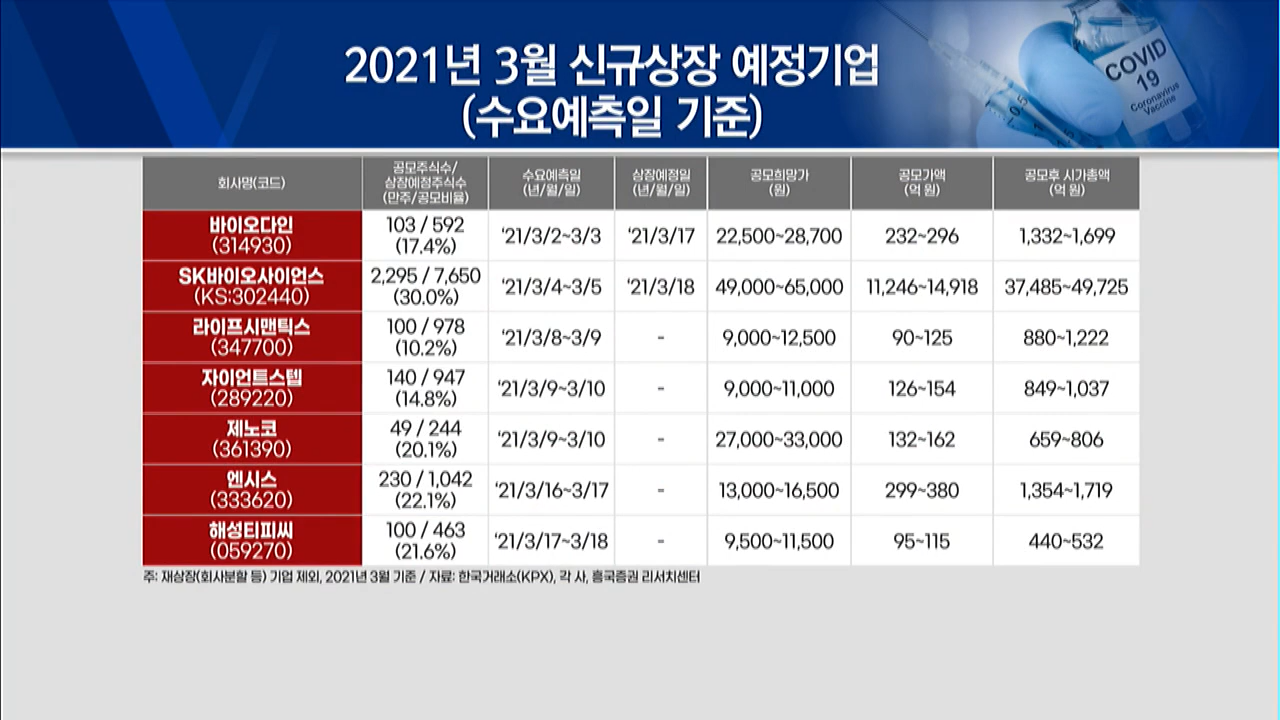 2021년 3월 신규상장 예정기업
(수요예측일 기준)
COVID
19
Coronavirus
Vaccine
회사명(코드)
공모주식수/
상장예정주식수
(만주/공모비율)
수요예측일
(년/월/일)
상장예정일
(년/월/일)
공모희망가
(원)
공모가액
(억 원)
공모후 시가총액
(억 원)
바이오다인
(314930)
103 / 592
(17.4%)
‘21/3/2~3/3
‘21/3/17
22,500~28,700
232~296
1,332~1,699
SK바이오사이언스
(KS:302440)
2,295 / 7,650
(30.0%)
‘21/3/4~3/5
‘21/3/18
49,000~65,000
11,246~14,918
37,485~49,725
라이프시맨틱스
(347700)
100 / 978
(10.2%)
‘21/3/8~3/9
-
9,000~12,500
90~125
880~1,222
자이언트스텝
(289220)
140 / 947
(14.8%)
‘21/3/9~3/10
-
9,000~11,000
126~154
849~1,037
제노코
(361390)
49 / 244
(20.1%)
‘21/3/9~3/10
-
27,000~33,000
132~162
659~806
엔시스
(333620)
230 / 1,042
(22.1%)
‘21/3/16~3/17
-
13,000~16,500
299~380
1,354~1,719
해성티피씨
(059270)
100 / 463
(21.6%)
‘21/3/17~3/18
-
9,500~11,500
95~115
440~532
주: 재상장(회사분할 등) 기업 제외, 2021년 3월 기준 / 자료: 한국거래소(KPX), 각 사, 흥국증권 리서치센터